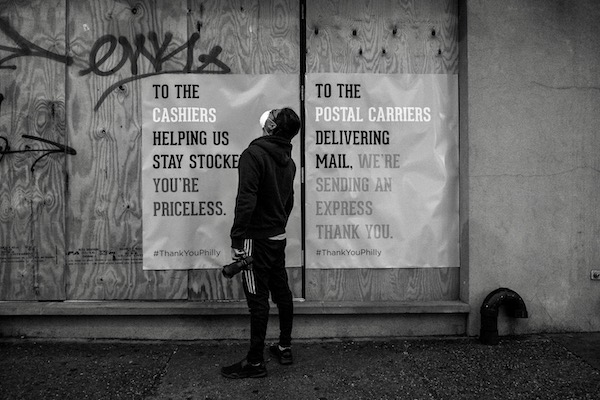 TO THE
CASHIERS
HELPING US
STAY STOCKE
YOU'RE
PRICELESS.
#ThankYouPhilly
TO THE
POSTAL CARRIERS
DELIVERING
MAIL, WE'RE
SENDING AN
EXPRESS
THANK YOU.
#ThankYouPhilly